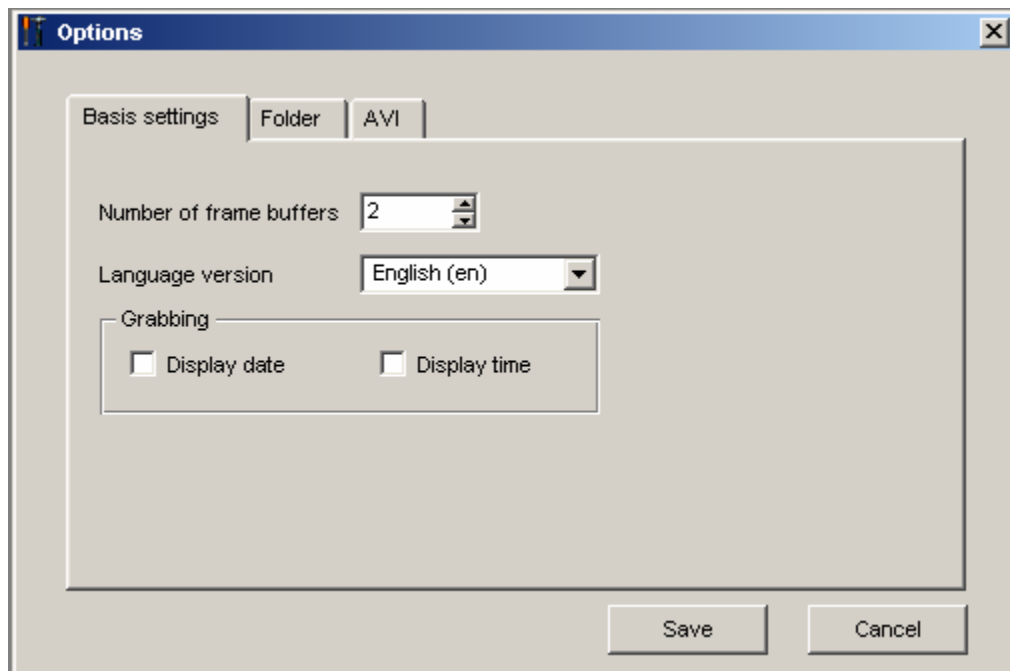 Options
Basis settings Folder AVI
Number of frame buffers 2
Language version English (en)
Grabbing
Display date Display time
Save Cancel